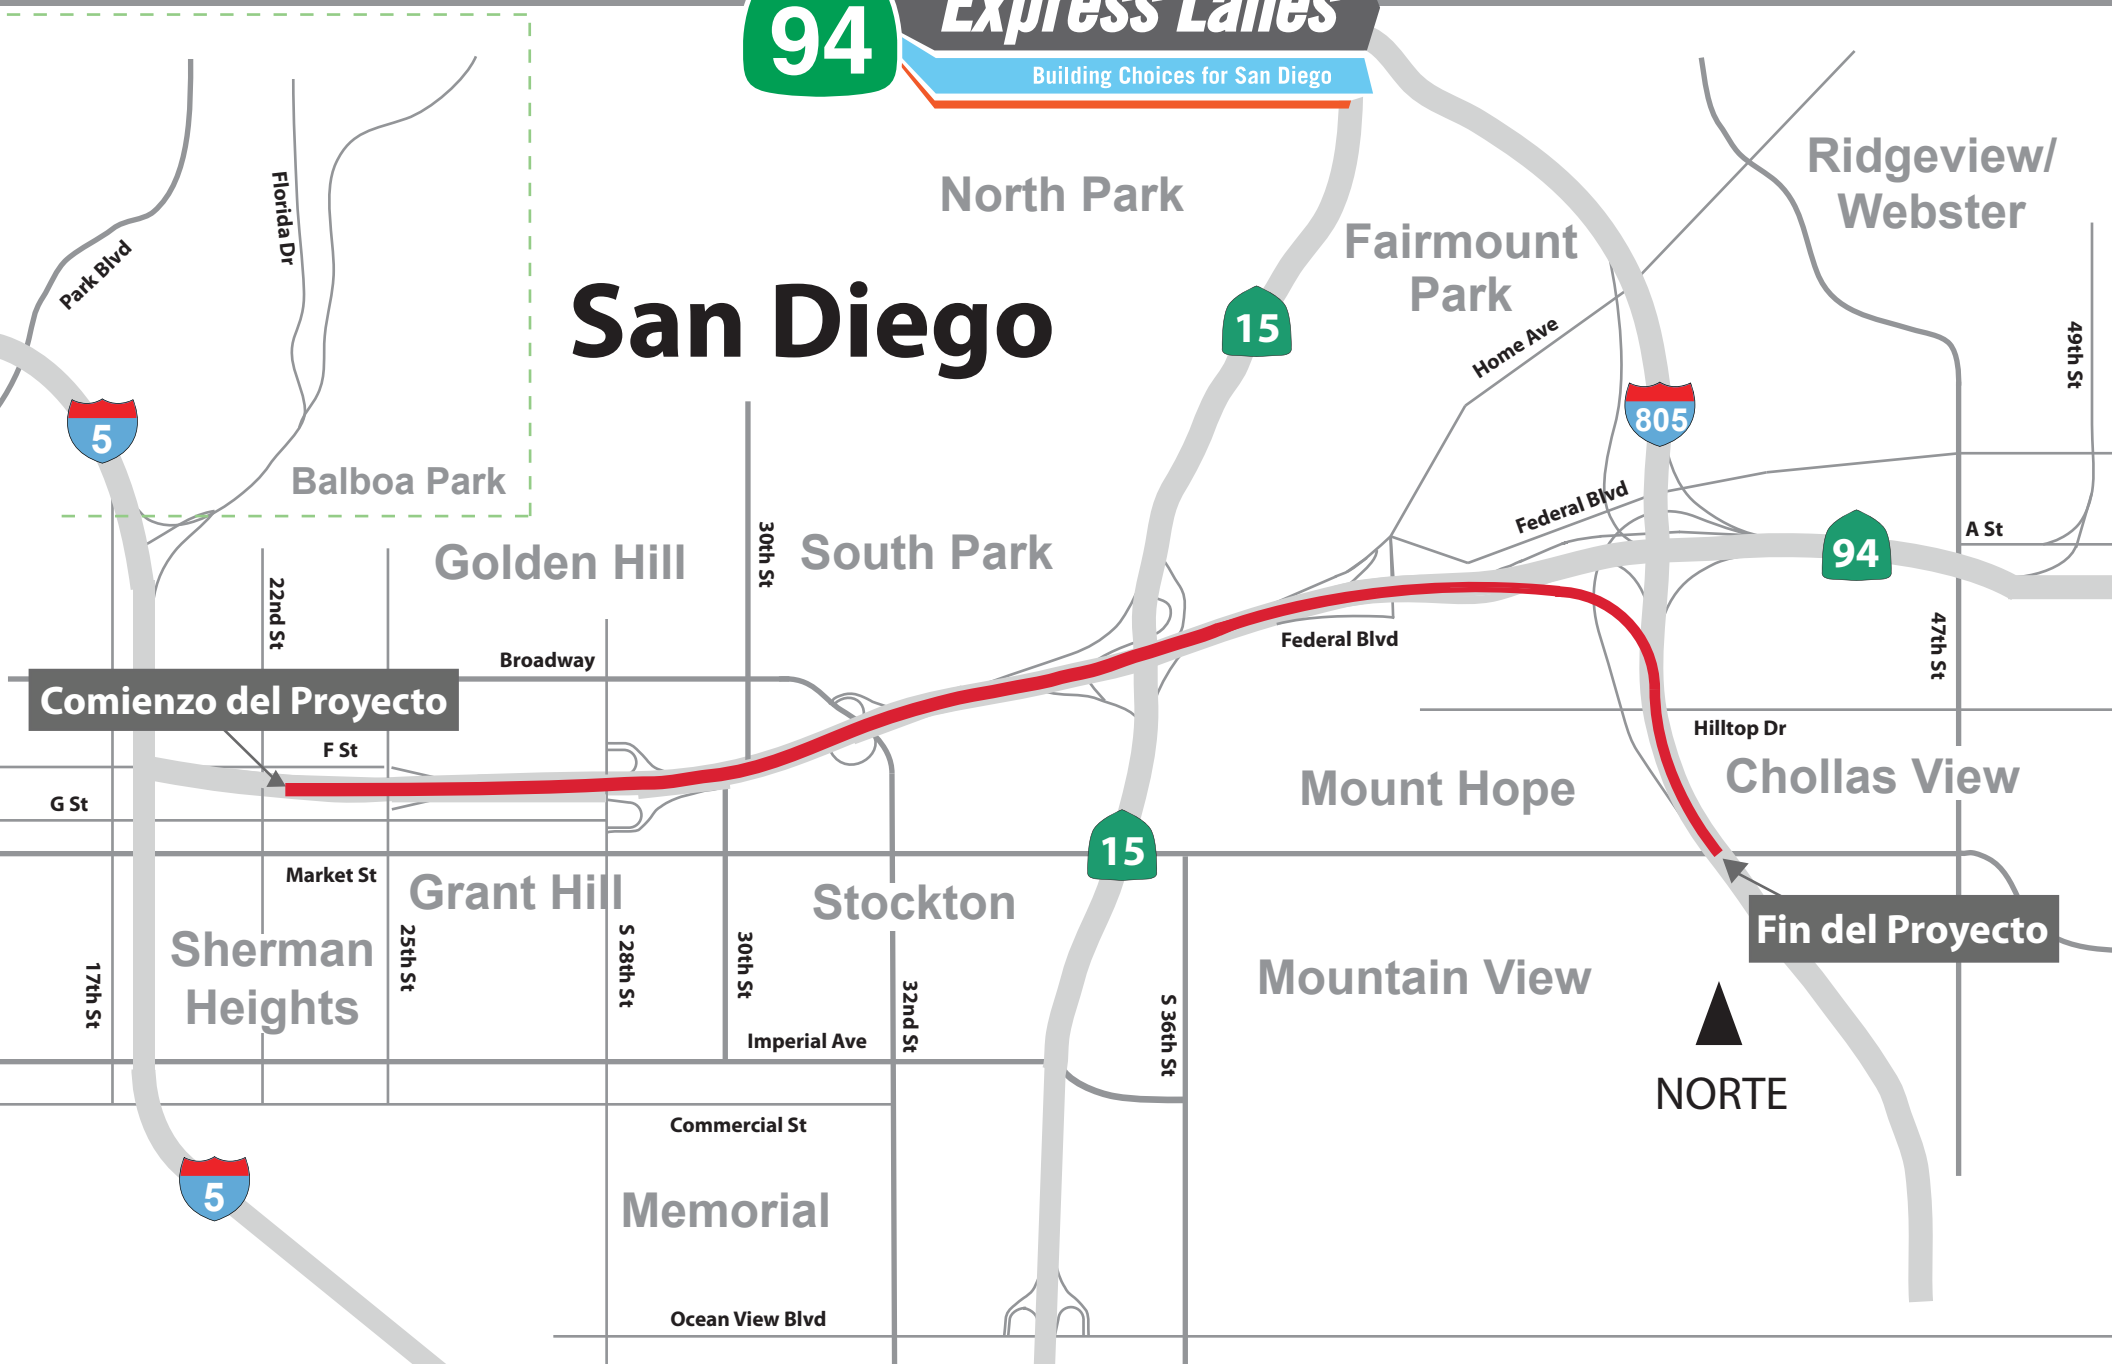 94
Express Lanes
Building Choices for San Diego
Ridgeview/
Webster
North Park
Florida Dr
Fairmount
Park
Park Blvd
San Diego
15
Home Ave
49th St
805
5
Balboa Park
Federal Blvd
30th St
South Park
Golden Hill
A St
94
22nd St
47th St
Federal Blvd
Broadway
Comienzo del Proyecto
Hilltop Dr
F St
Chollas View
Mount Hope
G St
15
Market St
Grant Hill
Stockton
Fin del Proyecto
Sherman
Heights
25th St
S 28th St
30th St
17th St
32nd St
S 36th St
Mountain View
Imperial Ave
NORTE
Commercial St
5
Memorial
Ocean View Blvd